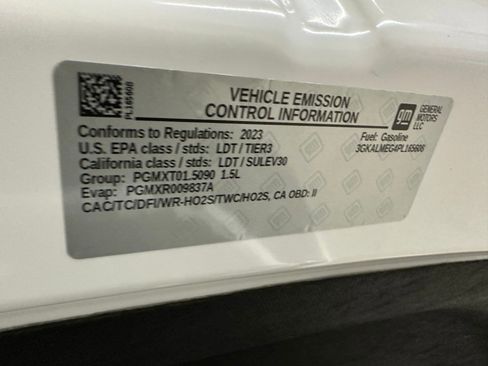 PL165608
VEHICLE EMISSION
CONTROL INFORMATION
gm
GENERAL
MOTORS
LLC
Conforms to Regulations: 2023
Fuel: Gasoline
U.S. EPA class / stds: LDT / TIER3
3GKALMEG4PL165608
California class / stds: LDT / SULEV30
Group: PGMXT01.5090 1.5L
Evap: PGMXR009837A
CAC/TC/DFI/WR-HO2S/TWC/HO2S, CA OBD: II